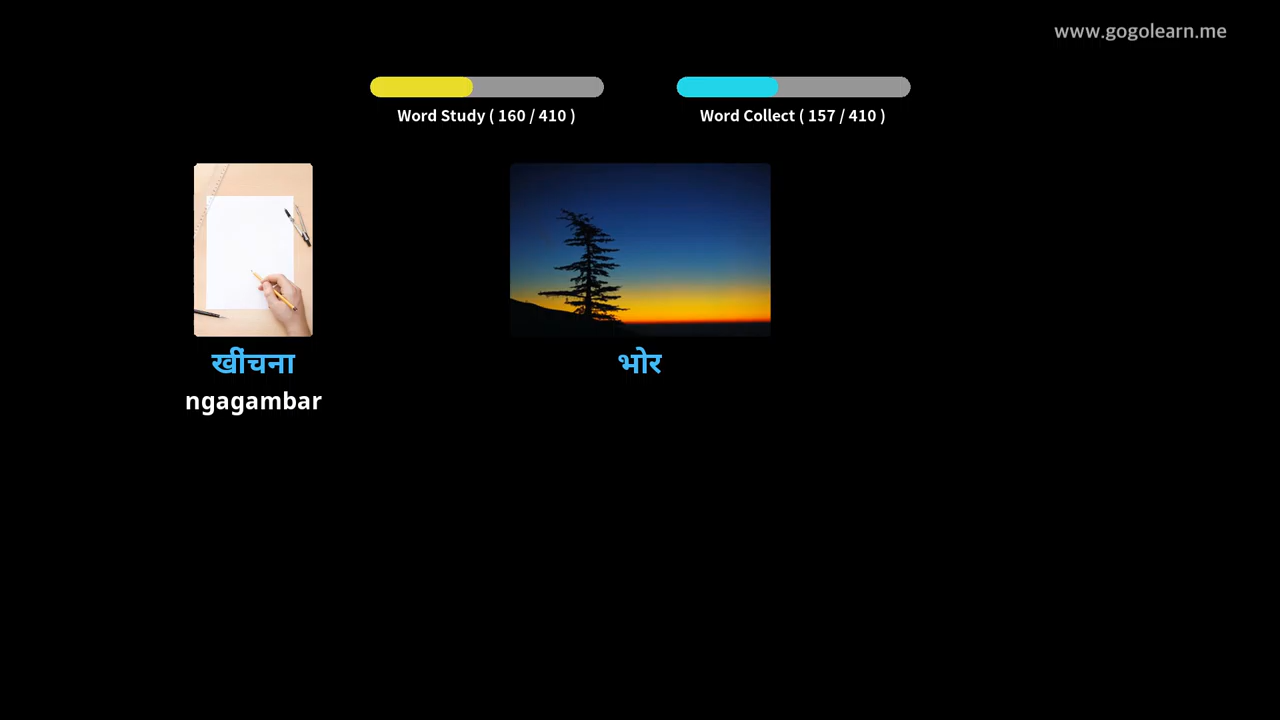 www.gogolearn.me
Word Study ( 160 / 410 )
Word Collect ( 157 / 410 )
खींचना
भोर
ngagambar